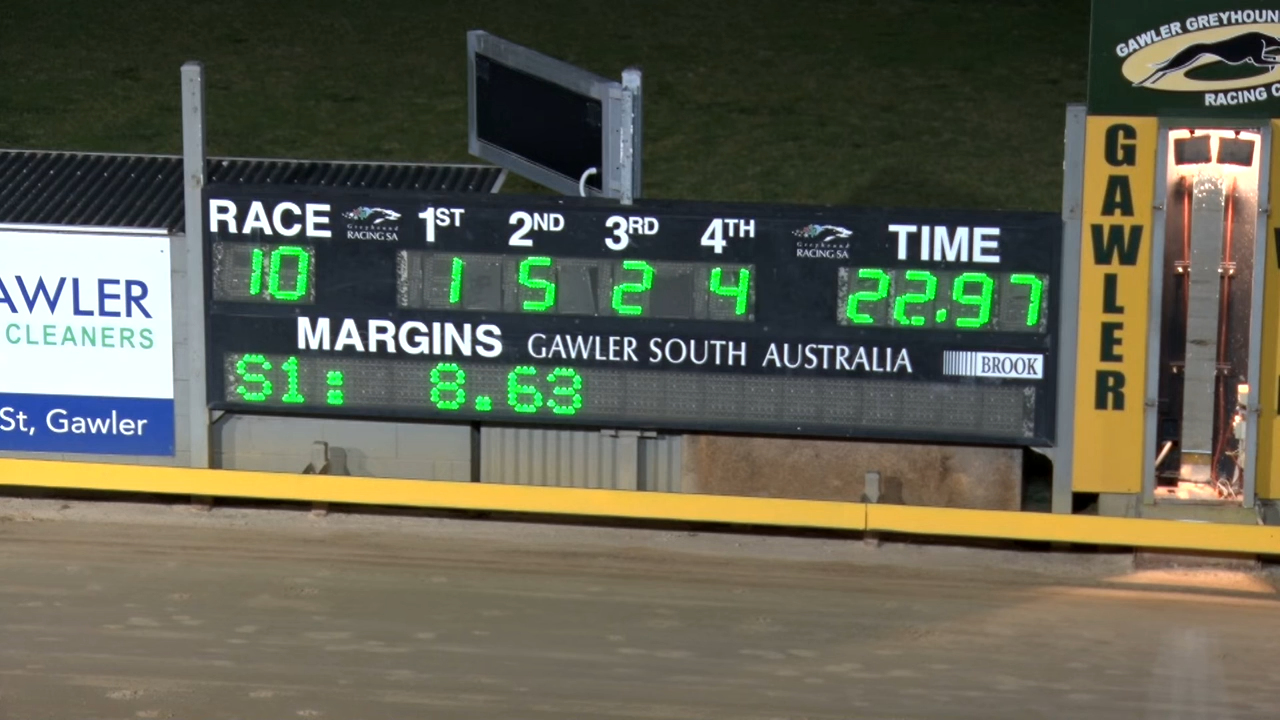 GAWLER GREYHOUN
RACING C
GAWLER
RACE
Greyhound
RACING SA
1ST 2ND 3RD 4TH
Greyhound
RACING SA
TIME
10 1 5 2 4 22.97
MARGINS GAWLER SOUTH AUSTRALIA BROOK
S1: 8.63
AWLER
CLEANERS
St, Gawler